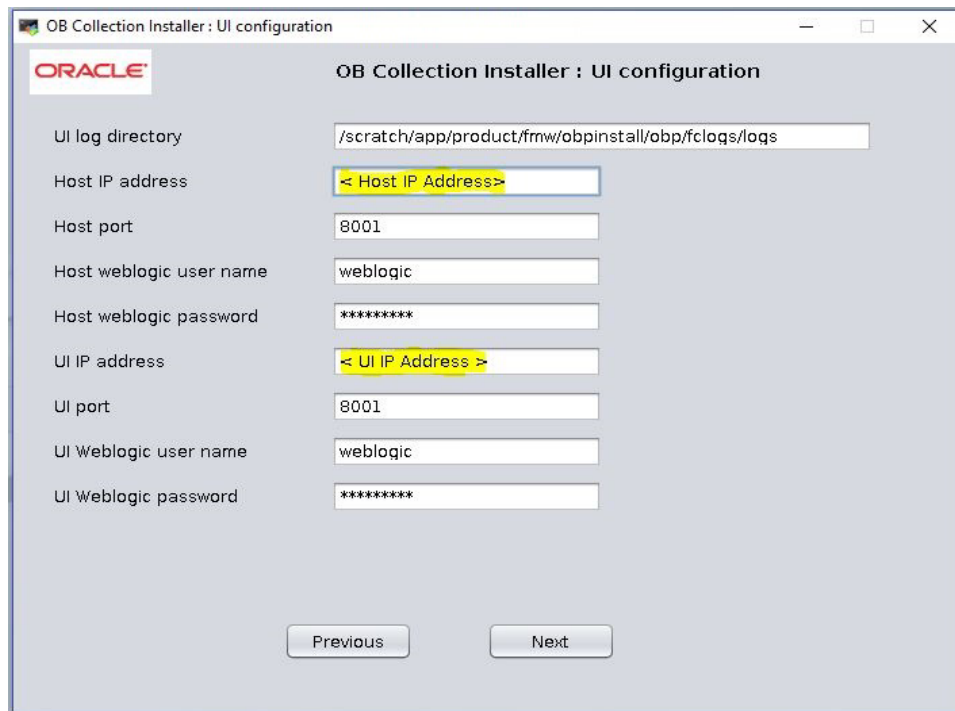 OB Collection Installer : UI configuration
ORACLE'
OB Collection Installer : UI configuration
UI log directory /scratch/app/product/fmw/obpinstall/obp/fclogs/logs
Host IP address < Host IP Address>
Host port 8001
Host weblogic user name weblogic
Host weblogic password *********
UI IP address < UI IP Address >
UI port 8001
UI Weblogic user name weblogic
UI Weblogic password *********
Previous Next